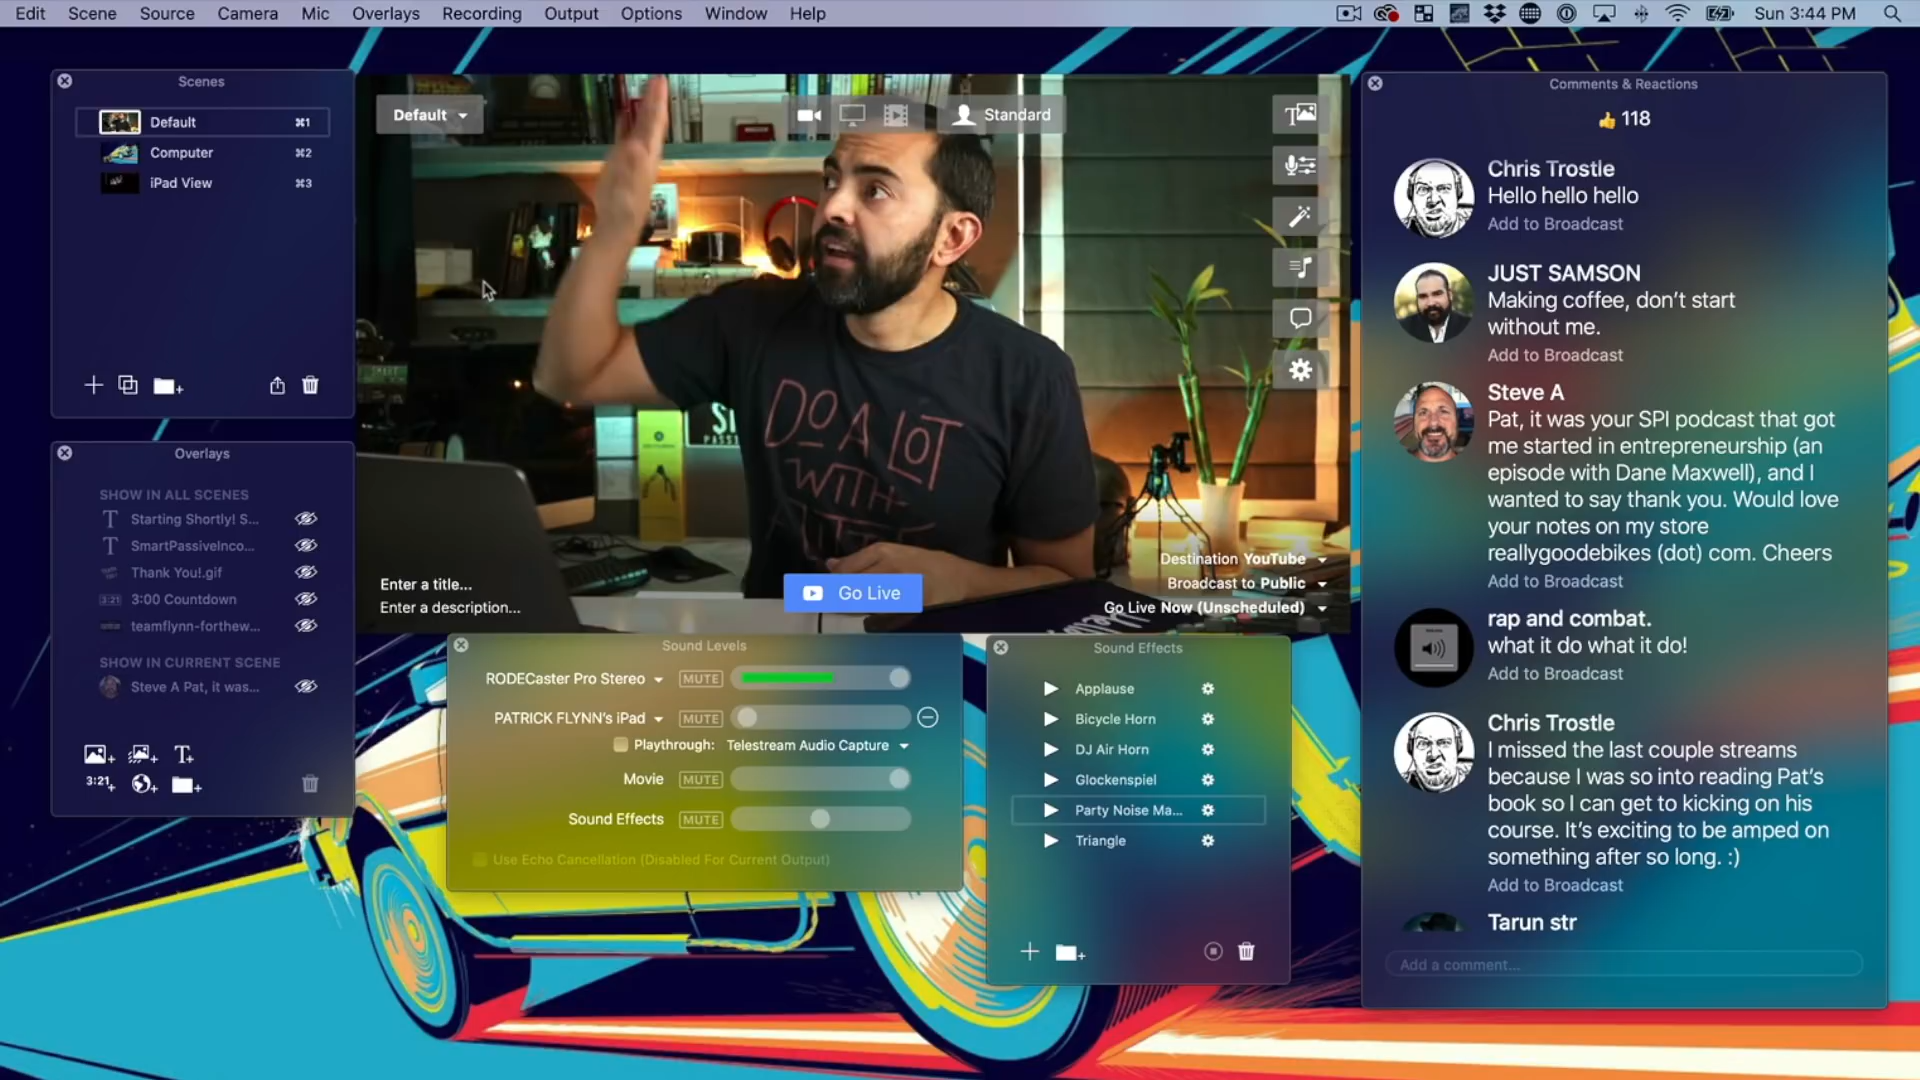 Edit Scene Source Camera Mic Overlays Recording Output Options Window Help
Sun 3:44 PM
Scenes
Default ⌘1
Computer ⌘2
iPad View ⌘3
Overlays
SHOW IN ALL SCENES
Starting Shortly! S...
SmartPassiveInco...
Thank You!.gif
3:21 3:00 Countdown
teamflynn-forthew...
SHOW IN CURRENT SCENE
Steve A Pat, it was...
3:21
Default
Standard
DO A LOT
WITH
Enter a title...
Enter a description...
Go Live
Destination YouTube
Broadcast to Public
Go Live Now (Unscheduled)
Sound Levels
RODECaster Pro Stereo MUTE
PATRICK FLYNN's iPad MUTE
Playthrough: Telestream Audio Capture
Movie MUTE
Sound Effects MUTE
Use Echo Cancellation (Disabled For Current Output)
Sound Effects
Applause
Bicycle Horn
DJ Air Horn
Glockenspiel
Party Noise Ma...
Triangle
Comments & Reactions
👍 118
Chris Trostle
Hello hello hello
Add to Broadcast
JUST SAMSON
Making coffee, don't start
without me.
Add to Broadcast
Steve A
Pat, it was your SPI podcast that got
me started in entrepreneurship (an
episode with Dane Maxwell), and I
wanted to say thank you. Would love
your notes on my store
reallygoodebikes (dot) com. Cheers
Add to Broadcast
rap and combat.
what it do what it do!
Add to Broadcast
Chris Trostle
I missed the last couple streams
because I was so into reading Pat's
book so I can get to kicking on his
course. It's exciting to be amped on
something after so long. :)
Add to Broadcast
Tarun str
Add a comment...